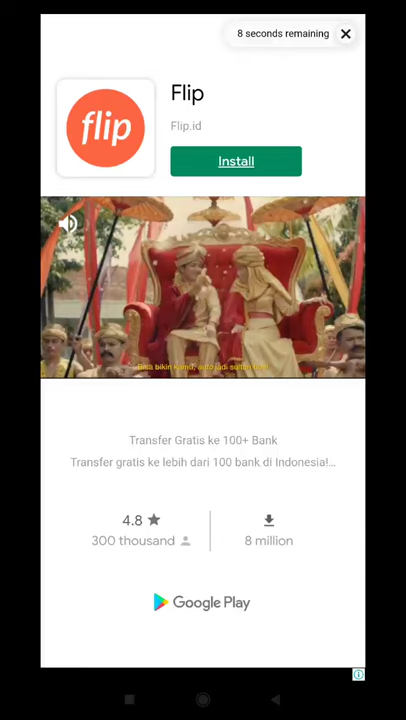 8 seconds remaining
flip
Flip
Flip.id
Install
Transfer Gratis ke 100+ Bank
Transfer gratis ke lebih dari 100 bank di Indonesia!...
4.8
300 thousand
8 million
Google Play